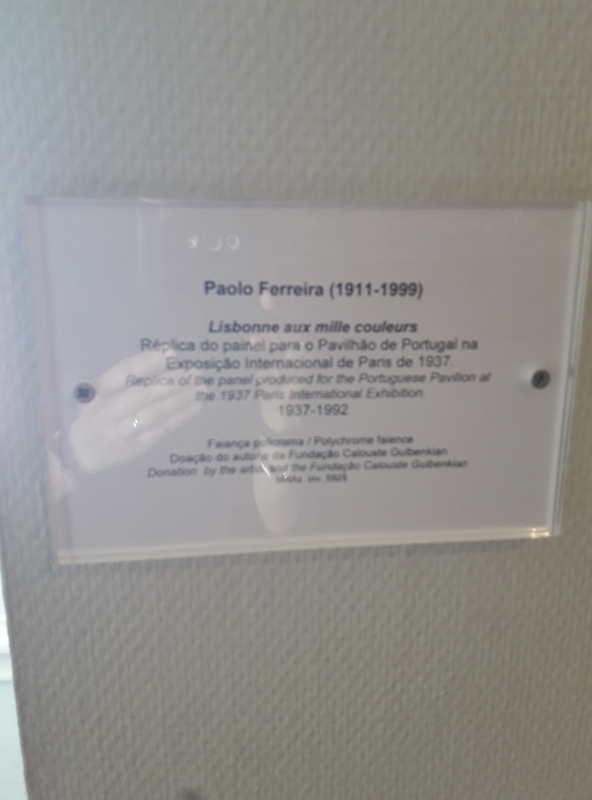 Paolo Ferreira (1911-1999)
Lisbonne aux mille couleurs
Réplica do painel para o Pavilhão de Portugal na
Exposição Internacional de Paris de 1937.
Replica of the panel produced for the Portuguese Pavilion at
the 1937 Paris International Exhibition.
1937-1992
Faiança policroma / Polychrome faience
Doação do autor e da Fundação Calouste Gulbenkian
Donation by the artist and the Fundação Calouste Gulbenkian
inv.